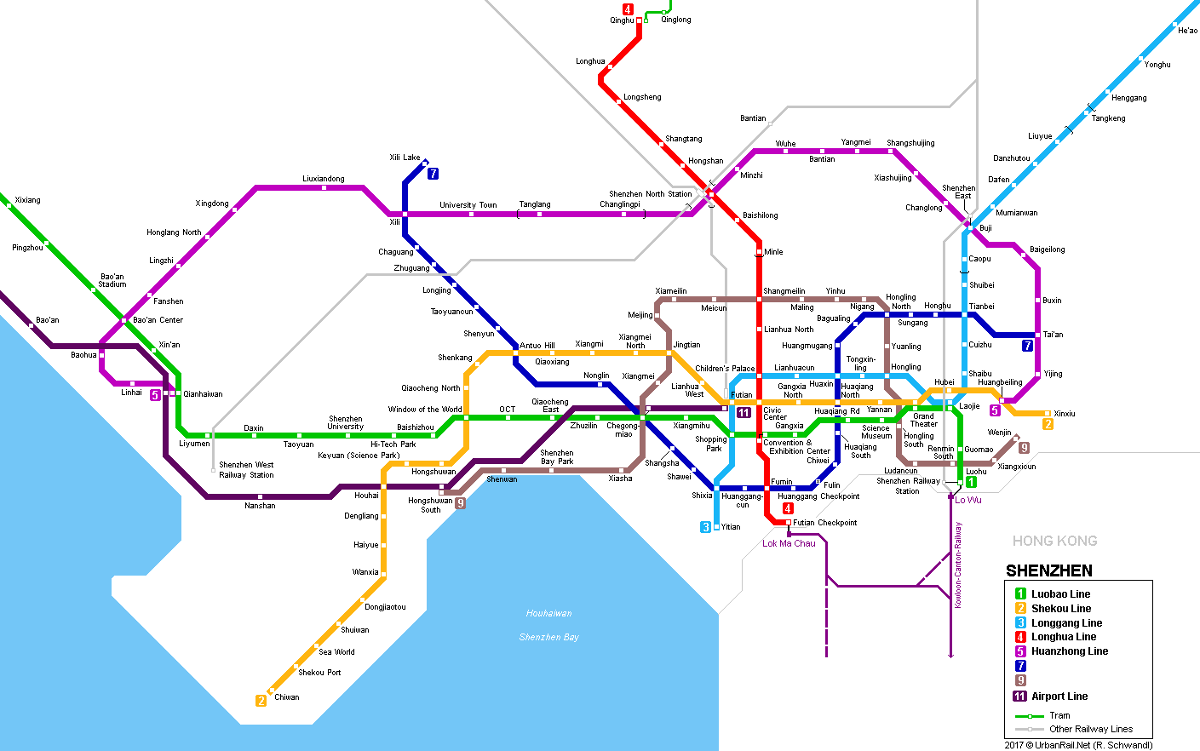 4
Qinghu
Qinglong
He'ao
Longhua
Yonghu
Longsheng
Henggang
Tangkeng
Bantian
Liuyue
Shangtang
Wuhe
Yangmei
Shangshuijing
Hongshan
Bantian
Danzhutou
Xili Lake
7
Minzhi
Xiashuijing
Dafen
Liuxiandong
Shenzhen North Station
Shenzhen
East
Xixiang
Xingdong
University Town
Tanglang
Changlingpi
Changlong
Mumianwan
Xili
Baishilong
Buji
Honglang North
Pingzhou
Chaguang
Minle
Baigeilong
Lingzhi
Zhuguang
Caopu
Bao'an
Stadium
Longjing
Xiameilin
Shangmeilin
Yinhu
Hongling
North
Shuibei
Fanshen
Taoyuancun
Meijing
Meicun
Maling
Nigang
Honghu
Tianbei
Buxin
Bao'an
Bao'an Center
Shenyun
Lianhua North
Bagualing
Sungang
Tai'an
7
Xin'an
Antuo Hill
Xiangmi
Xiangmei
North
Jingtian
Huangmugang
Yuanling
Cuizhu
Baohua
Shenkang
Qiaoxiang
Children's Palace
Lianhuacun
Tongxin-
ling
Hongling
Shaibu
Yijing
Linhai
5
Qianhaiwan
Qiaocheng North
Nonglin
Xiangmei
Lianhua
West
Futian
Gangxia
North
Huaxin
Huaqiang
North
Hubei
Huangbeiling
Window of the World
OCT
Qiaocheng
East
11
Civic
Center
Huaqiang Rd
Yannan
Grand
Theater
Laojie
5
Xinxiu
2
Liyumen
Daxin
Taoyuan
Shenzhen
University
Hi-Tech Park
Baishizhou
Zhuzilin
Chegong-
miao
Xiangmihu
Shopping
Park
Gangxia
Science
Museum
Hongling
South
Wenjin
9
Keyuan (Science Park)
Convention &
Exhibition Center
Huaqiang
South
Renmin
South
Guomao
Shenzhen West
Railway Station
Hongshuwan
Shenzhen
Bay Park
Shangsha
Chiwei
Ludancun
Luohu
Xiangxicun
Nanshan
Houhai
Shenwan
Xiasha
Shawei
Fumin
Fulin
Shenzhen Railway
Station
1
Hongshuwan
South
9
Shixia
Huanggang-
cun
Huanggang Checkpoint
Lo Wu
Dengliang
3
Yitian
4
Futian Checkpoint
Haiyue
Lok Ma Chau
Kowloon-Canton-Railway
HONG KONG
Wanxia
Dongjiaotou
Shuiwan
Sea World
Shekou Port
2
Chiwan
Houhaiwan
Shenzhen Bay
SHENZHEN
1 Luobao Line
2 Shekou Line
3 Longgang Line
4 Longhua Line
5 Huanzhong Line
7
9
11 Airport Line
Tram
Other Railway Lines
2017 © UrbanRail.Net (R. Schwandl)